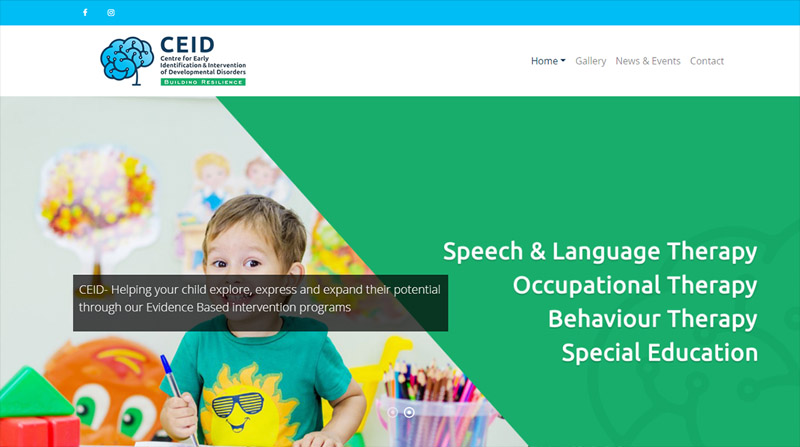 CEID
Centre for Early
Identification & Intervention
of Developmental Disorders
BUILDING RESILIENCE
Home Gallery News & Events Contact
Speech & Language Therapy
Occupational Therapy
Behaviour Therapy
Special Education
CEID- Helping your child explore, express and expand their potential
through our Evidence Based intervention programs